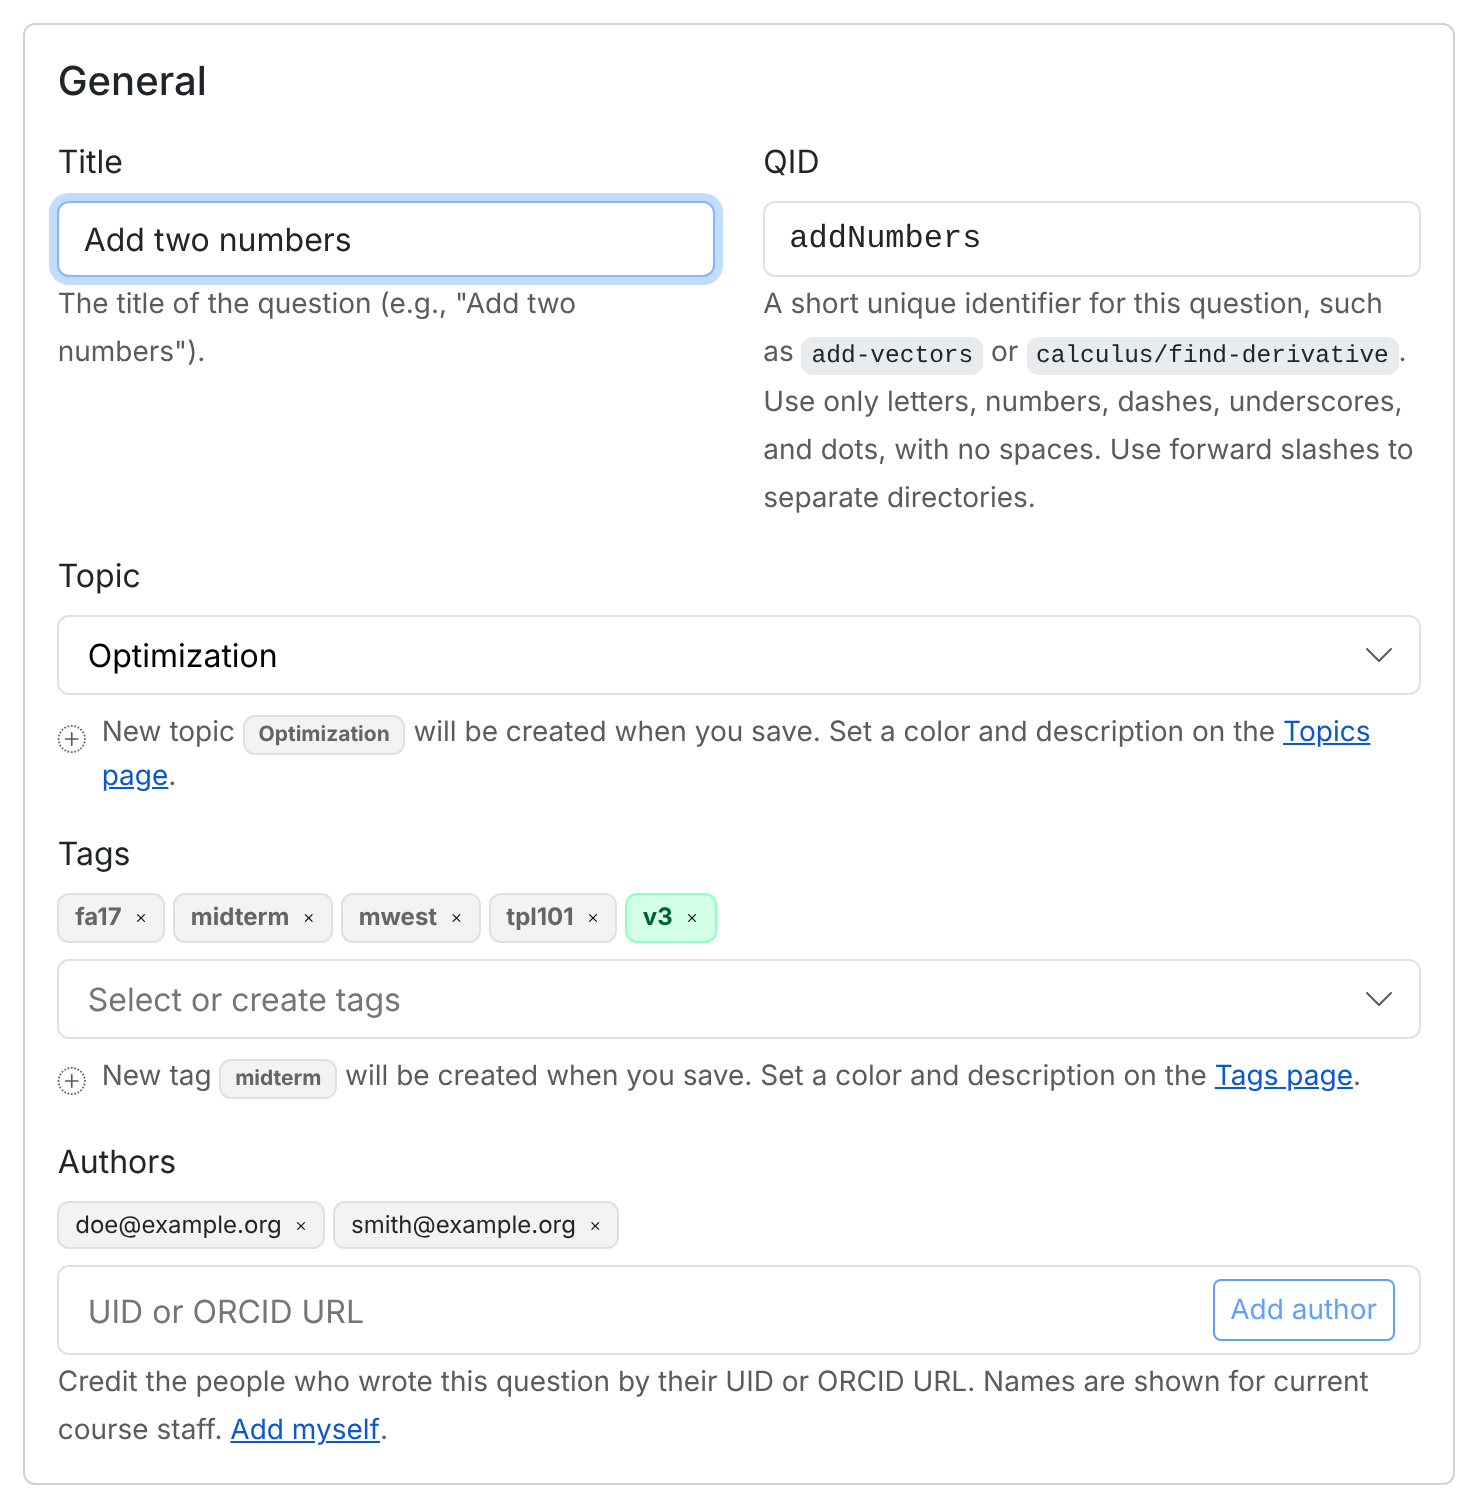 General
Title
Add two numbers
The title of the question (e.g., "Add two
numbers").
QID
addNumbers
A short unique identifier for this question, such
as add-vectors or calculus/find-derivative.
Use only letters, numbers, dashes, underscores,
and dots, with no spaces. Use forward slashes to
separate directories.
Topic
Optimization
New topic Optimization will be created when you save. Set a color and description on the Topics
page.
Tags
fa17 × midterm × mwest × tpl101 × v3 ×
Select or create tags
New tag midterm will be created when you save. Set a color and description on the Tags page.
Authors
doe@example.org × smith@example.org ×
UID or ORCID URL Add author
Credit the people who wrote this question by their UID or ORCID URL. Names are shown for current
course staff. Add myself.